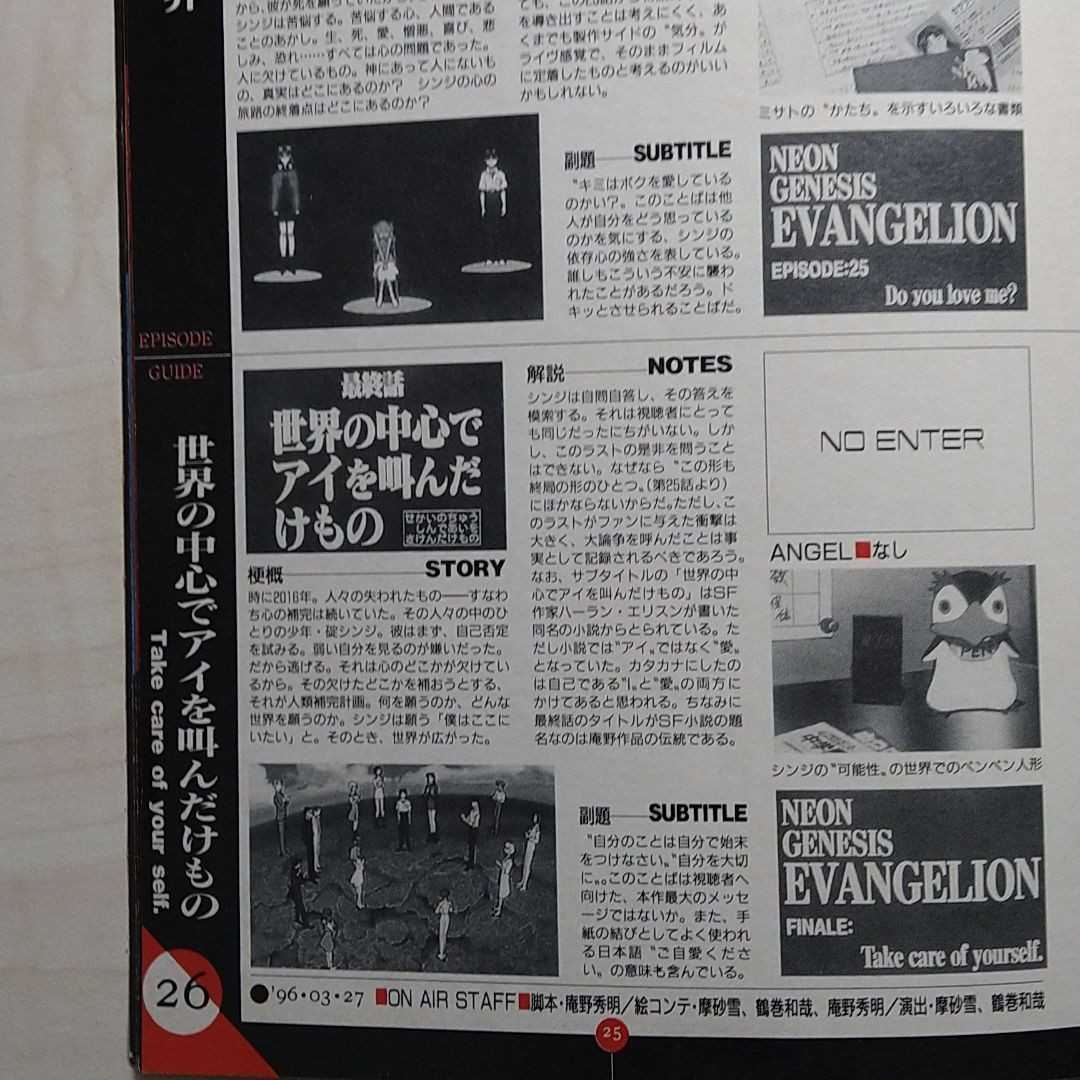 界
から、彼が死を願っていたから
シンジは苦悩する。苦悩する心、人間である
ことのあかし。生、死、愛、憎悪、喜び、悲
しみ、恐れ……すべては心の問題であった。
人に欠けているもの。神にあって人にないも
の、真実はどこにあるのか? シンジの心の
旅路の終着点はどこにあるのか?
を導き出すことは考えにくく、あ
くまでも製作サイドの〝気分〟が
ライヴ感覚で、そのままフィルム
に定着したものと考えるのがいい
かもしれない。
ミサトの〝かたち〟を示すいろいろな書類
副題――SUBTITLE
〝キミはボクを愛している
のかい?〟このことばは他
人が自分をどう思っている
のかを気にする、シンジの
依存心の強さを表している。
誰しもこういう不安に襲わ
れたことがあるだろう。ド
キッとさせられることばだ。
NEON
GENESIS
EVANGELION
EPISODE:25
Do you love me?
EPISODE
GUIDE
世界の中心でアイを叫んだけもの
Take care of your self.
26
最終話
世界の中心で
アイを叫んだ
けもの
せかいのちゅう
しんであいを
さけんだけもの
梗概――STORY
時に2016年。人々の失われたもの――すなわ
ち心の補完は続いていた。その人々の中のひ
とりの少年・碇シンジ。彼はまず、自己否定
を試みる。弱い自分を見るのが嫌いだった。
だから逃げる。それは心のどこかが欠けてい
るから。その欠けたどこかを補おうとする、
それが人類補完計画。何を願うのか、どんな
世界を願うのか。シンジは願う「僕はここに
いたい」と。そのとき、世界が広がった。
解説――NOTES
シンジは自問自答し、その答えを
模索する。それは視聴者にとって
も同じだったにちがいない。しか
し、このラストの是非を問うこと
はできない。なぜなら〝この形も
終局の形のひとつ〟(第25話より)
にほかならないからだ。ただし、こ
のラストがファンに与えた衝撃は
大きく、大論争を呼んだことは事
実として記録されるべきであろう。
なお、サブタイトルの「世界の中
心でアイを叫んだけもの」はSF
作家ハーラン・エリスンが書いた
同名の小説からとられている。た
だし小説では〝アイ〟ではなく〝愛〟
となっていた。カタカナにしたの
は自己である〝I〟と〝愛〟の両方に
かけてあると思われる。ちなみに
最終話のタイトルがSF小説の題
名なのは庵野作品の伝統である。
NO ENTER
ANGEL■なし
PEN
シンジの〝可能性〟の世界でのペンペン人形
副題――SUBTITLE
〝自分のことは自分で始末
をつけなさい〟〝自分を大切
に〟。このことばは視聴者へ
向けた、本作最大のメッセ
ージではないか。また、手
紙の結びとしてよく使われ
る日本語〝ご自愛くださ
い〟の意味も含んでいる。
NEON
GENESIS
EVANGELION
FINALE:
Take care of yourself.
●'96・03・27 ■ON AIR STAFF■脚本・庵野秀明/絵コンテ・摩砂雪、鶴巻和哉、庵野秀明/演出・摩砂雪、鶴巻和哉
25